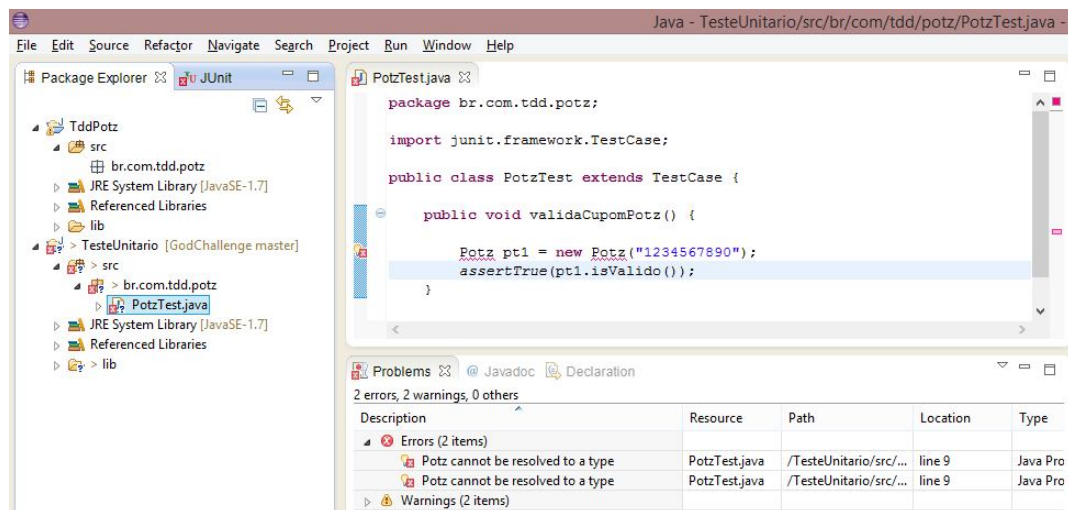 Java - TesteUnitario/src/br/com/tdd/potz/PotzTest.java -
File Edit Source Refactor Navigate Search Project Run Window Help
Package Explorer JUnit
TddPotz
src
br.com.tdd.potz
JRE System Library [JavaSE-1.7]
Referenced Libraries
lib
> TesteUnitario [GodChallenge master]
> src
> br.com.tdd.potz
PotzTest.java
JRE System Library [JavaSE-1.7]
Referenced Libraries
> lib
PotzTest.java
package br.com.tdd.potz;
import junit.framework.TestCase;
public class PotzTest extends TestCase {
public void validaCupomPotz() {
Potz pt1 = new Potz("1234567890");
assertTrue(pt1.isValido());
}
Problems @ Javadoc Declaration
2 errors, 2 warnings, 0 others
Description Resource Path Location Type
Errors (2 items)
Potz cannot be resolved to a type PotzTest.java /TesteUnitario/src/... line 9 Java Pro
Potz cannot be resolved to a type PotzTest.java /TesteUnitario/src/... line 9 Java Pro
Warnings (2 items)